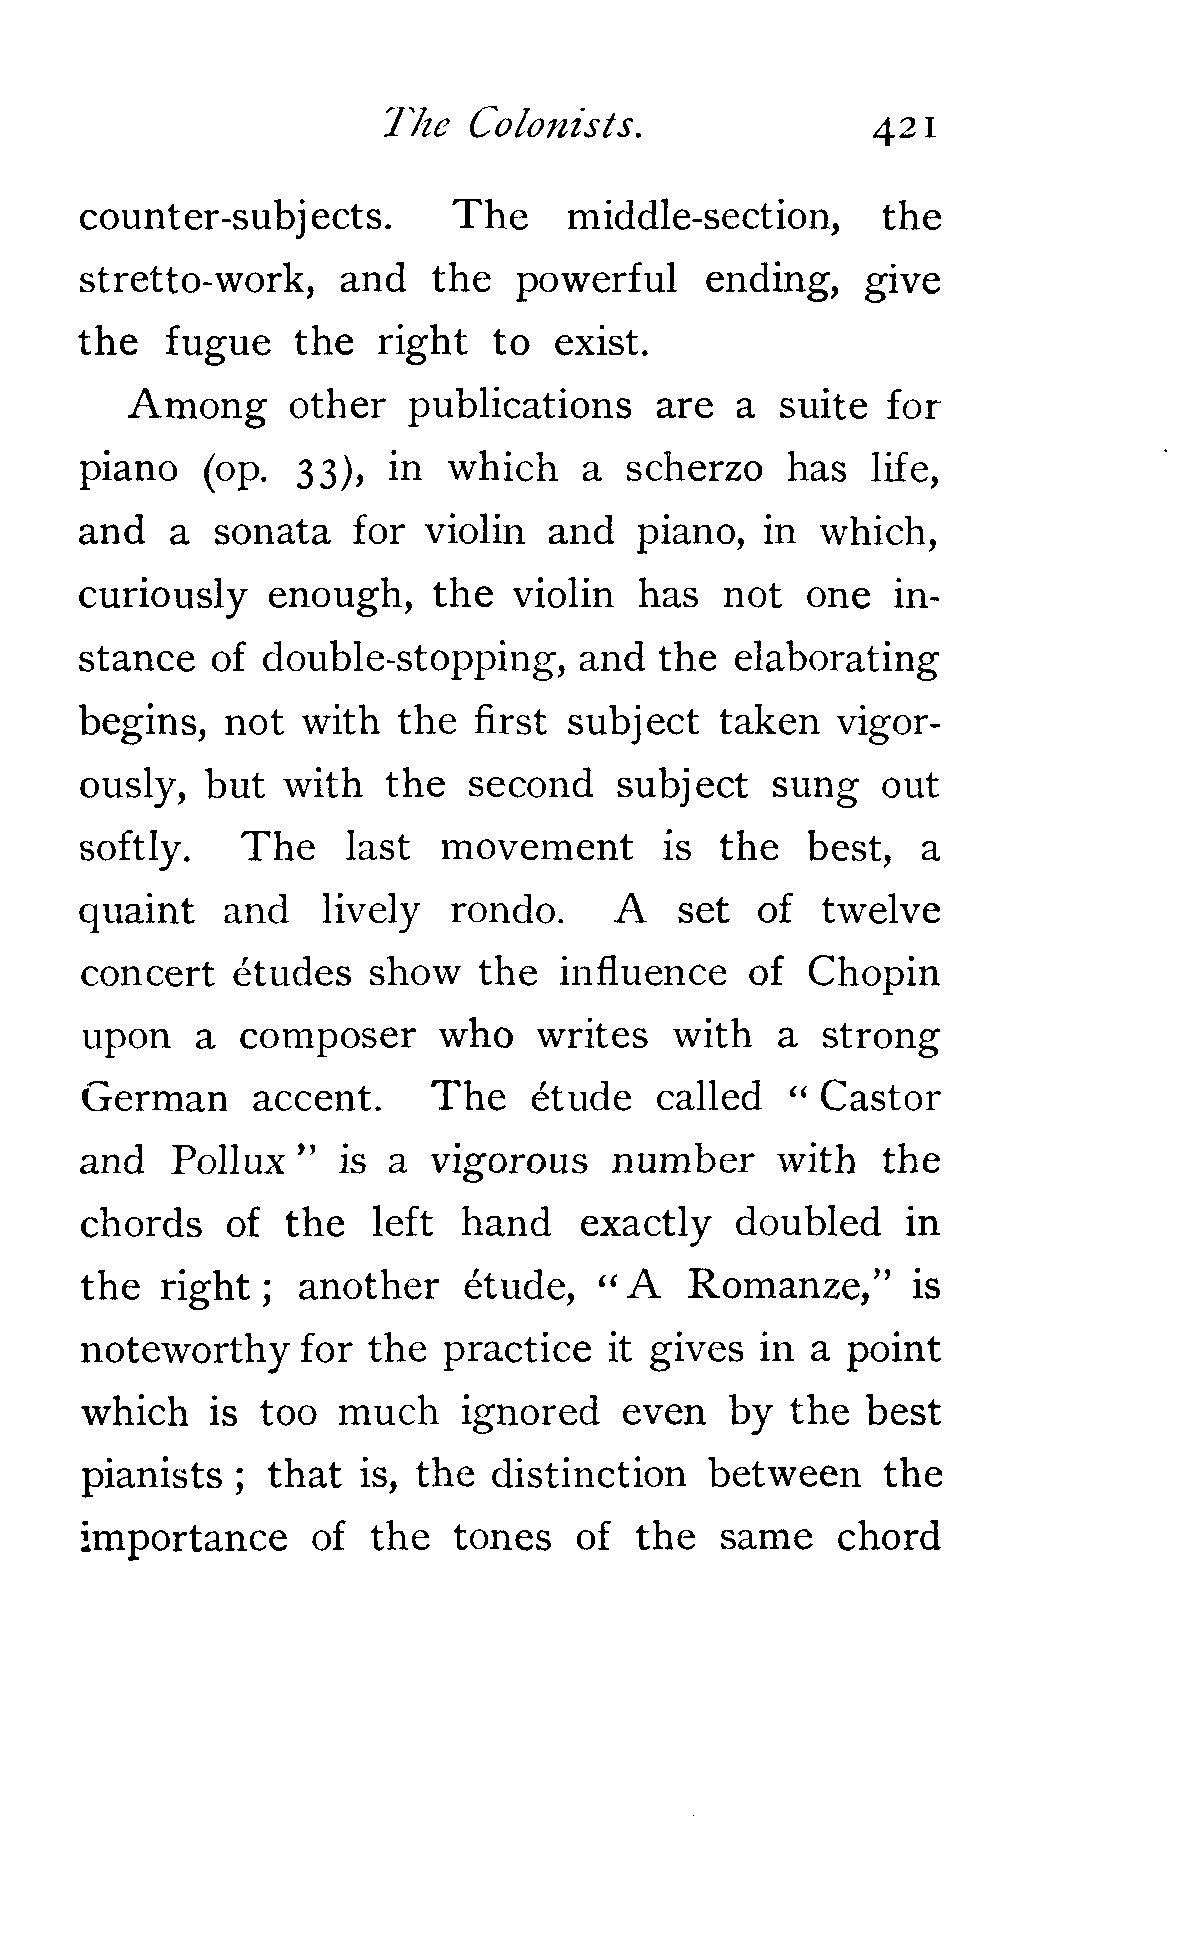 The Colonists. 421
counter-subjects. The middle-section, the
stretto-work, and the powerful ending, give
the fugue the right to exist.
Among other publications are a suite for
piano (op. 33), in which a scherzo has life,
and a sonata for violin and piano, in which,
curiously enough, the violin has not one in-
stance of double-stopping, and the elaborating
begins, not with the first subject taken vigor-
ously, but with the second subject sung out
softly. The last movement is the best, a
quaint and lively rondo. A set of twelve
concert études show the influence of Chopin
upon a composer who writes with a strong
German accent. The étude called “ Castor
and Pollux ” is a vigorous number with the
chords of the left hand exactly doubled in
the right ; another étude, “ A Romanze,” is
noteworthy for the practice it gives in a point
which is too much ignored even by the best
pianists ; that is, the distinction between the
importance of the tones of the same chord